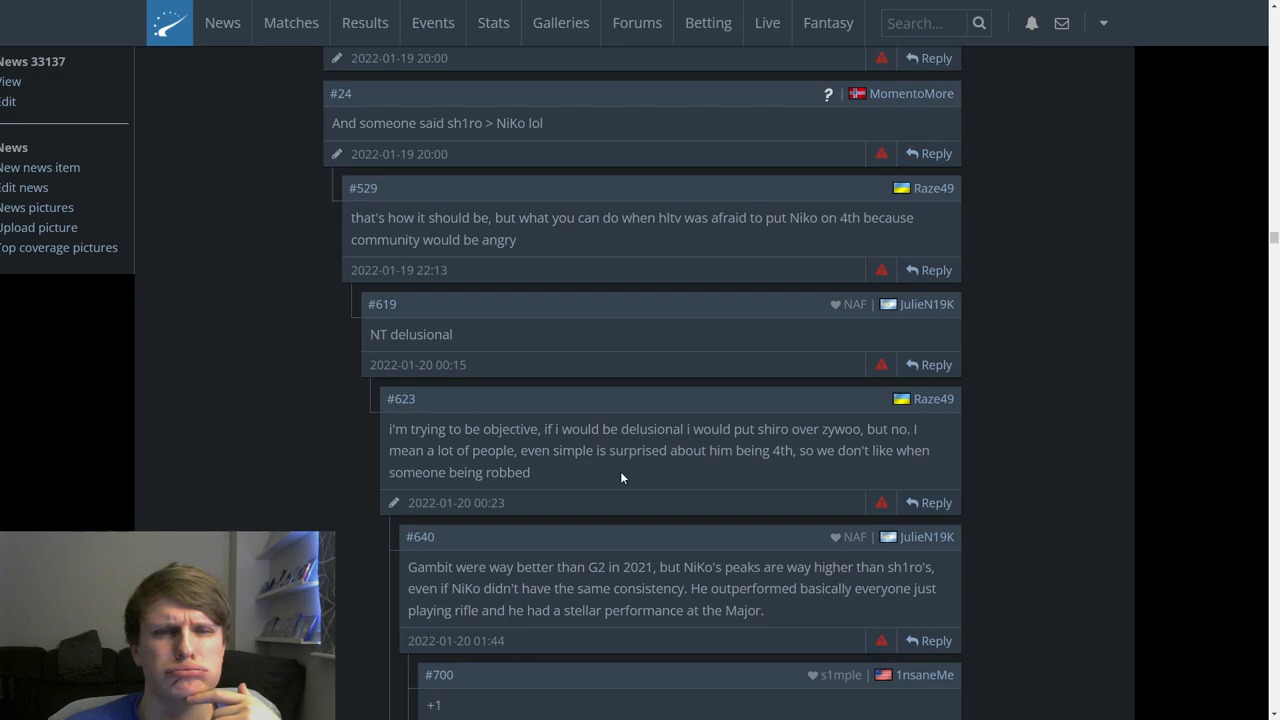 News Matches Results Events Stats Galleries Forums Betting Live Fantasy Search...
News 33137
View
Edit
News
New news item
Edit news
News pictures
Upload picture
Top coverage pictures
2022-01-19 20:00 Reply
#24 ? | MomentoMore
And someone said sh1ro > NiKo lol
2022-01-19 20:00 Reply
#529 Raze49
that's how it should be, but what you can do when hltv was afraid to put Niko on 4th because
community would be angry
2022-01-19 22:13 Reply
#619 NAF | JulieN19K
NT delusional
2022-01-20 00:15 Reply
#623 Raze49
i'm trying to be objective, if i would be delusional i would put shiro over zywoo, but no. I
mean a lot of people, even simple is surprised about him being 4th, so we don't like when
someone being robbed
2022-01-20 00:23 Reply
#640 NAF | JulieN19K
Gambit were way better than G2 in 2021, but NiKo's peaks are way higher than sh1ro's,
even if NiKo didn't have the same consistency. He outperformed basically everyone just
playing rifle and he had a stellar performance at the Major.
2022-01-20 01:44 Reply
#700 s1mple | 1nsaneMe
+1